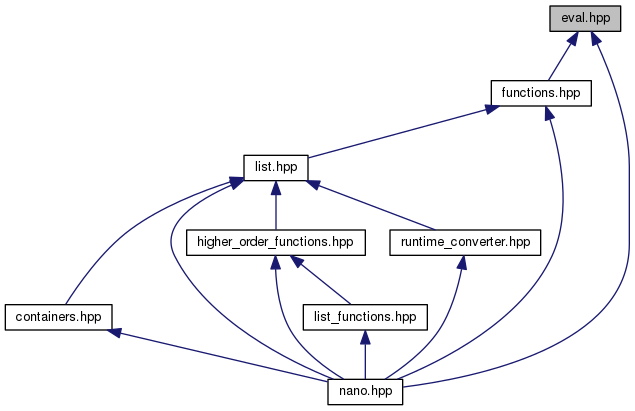 eval.hpp
functions.hpp
list.hpp
higher_order_functions.hpp
runtime_converter.hpp
containers.hpp
list_functions.hpp
nano.hpp